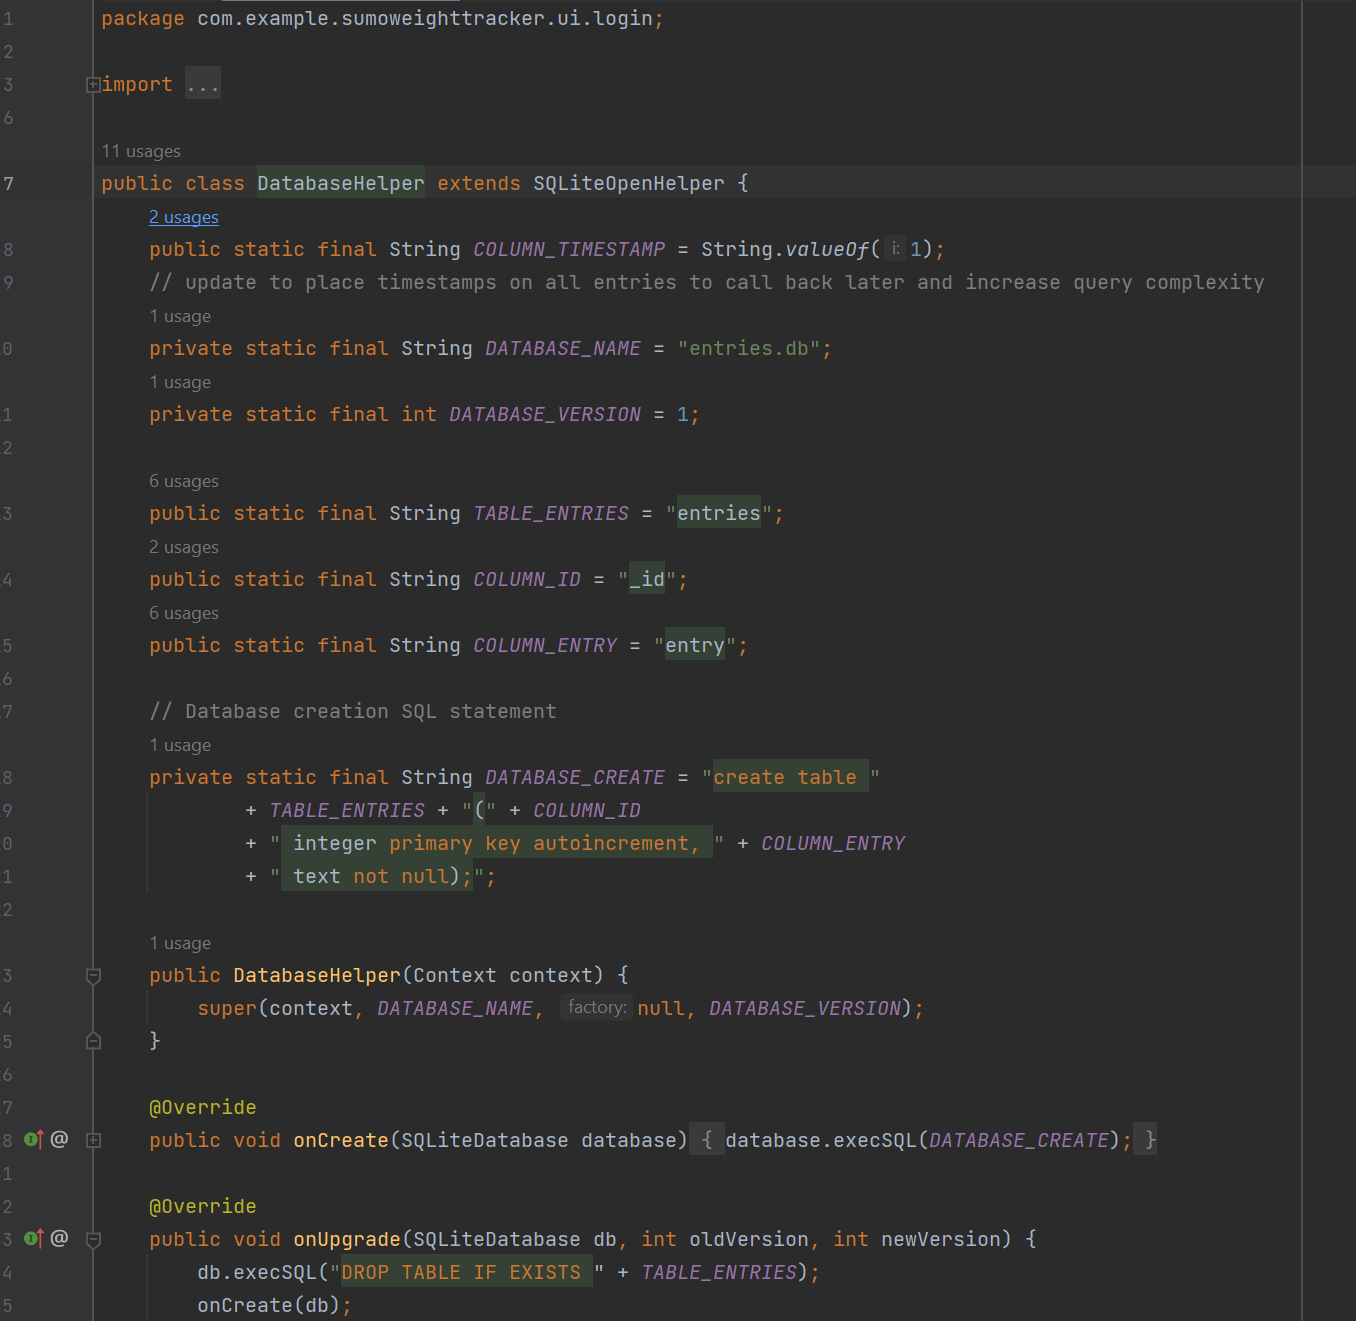 1 package com.example.sumoweighttracker.ui.login;
2
3 import ...
6
11 usages
7 public class DatabaseHelper extends SQLiteOpenHelper {
2 usages
8 public static final String COLUMN_TIMESTAMP = String.valueOf( i: 1);
9 // update to place timestamps on all entries to call back later and increase query complexity
1 usage
0 private static final String DATABASE_NAME = "entries.db";
1 usage
1 private static final int DATABASE_VERSION = 1;
2
6 usages
3 public static final String TABLE_ENTRIES = "entries";
2 usages
4 public static final String COLUMN_ID = "_id";
6 usages
5 public static final String COLUMN_ENTRY = "entry";
6
7 // Database creation SQL statement
1 usage
8 private static final String DATABASE_CREATE = "create table "
9 + TABLE_ENTRIES + "(" + COLUMN_ID
0 + " integer primary key autoincrement, " + COLUMN_ENTRY
1 + " text not null);";
2
1 usage
3 public DatabaseHelper(Context context) {
4 super(context, DATABASE_NAME, factory: null, DATABASE_VERSION);
5 }
6
7 @Override
8 @ public void onCreate(SQLiteDatabase database) { database.execSQL(DATABASE_CREATE); }
1
2 @Override
3 @ public void onUpgrade(SQLiteDatabase db, int oldVersion, int newVersion) {
4 db.execSQL("DROP TABLE IF EXISTS " + TABLE_ENTRIES);
5 onCreate(db);